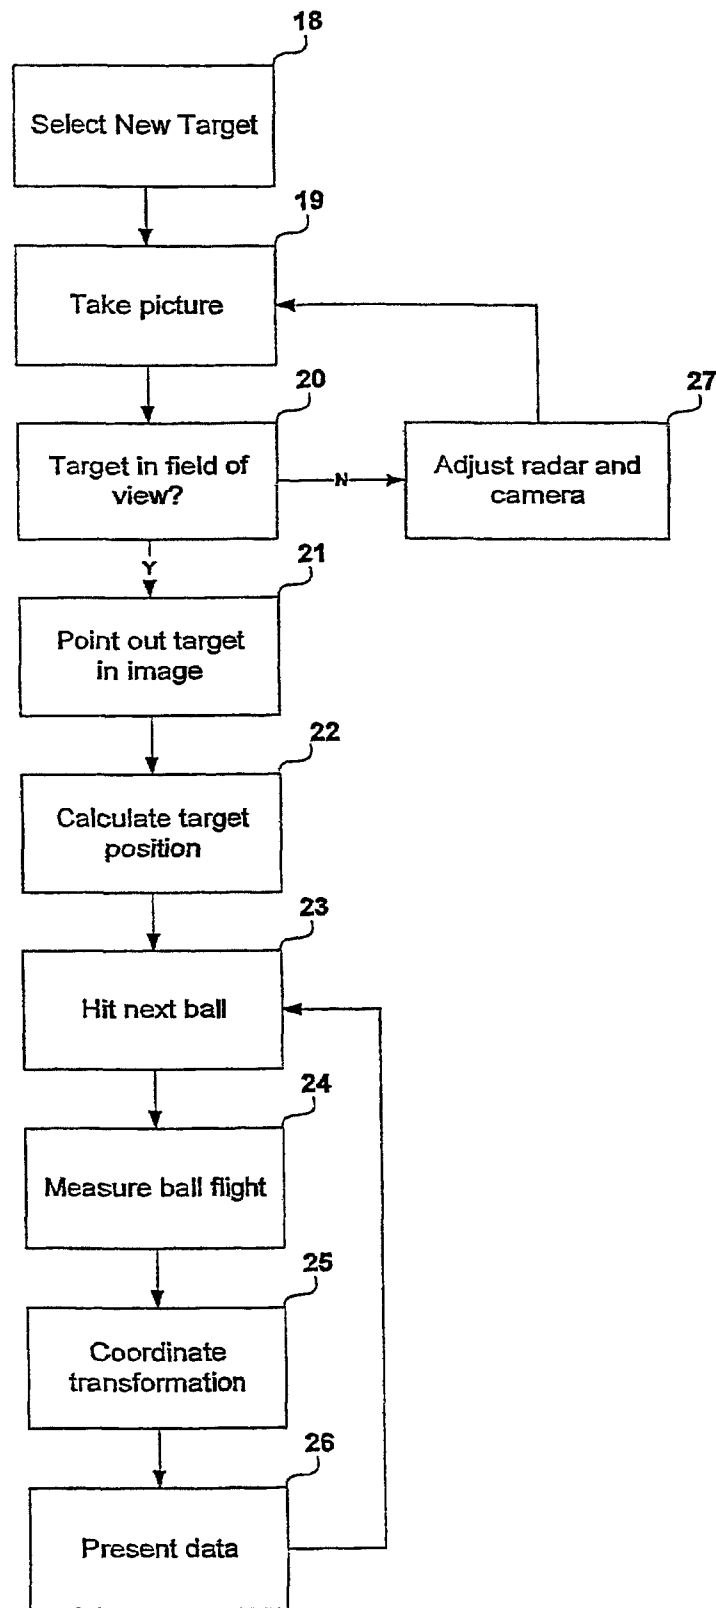 18
Select New Target
19
Take picture
20
Target in field of
view?
N
27
Adjust radar and
camera
Y
21
Point out target
in image
22
Calculate target
position
23
Hit next ball
24
Measure ball flight
25
Coordinate
transformation
26
Present data